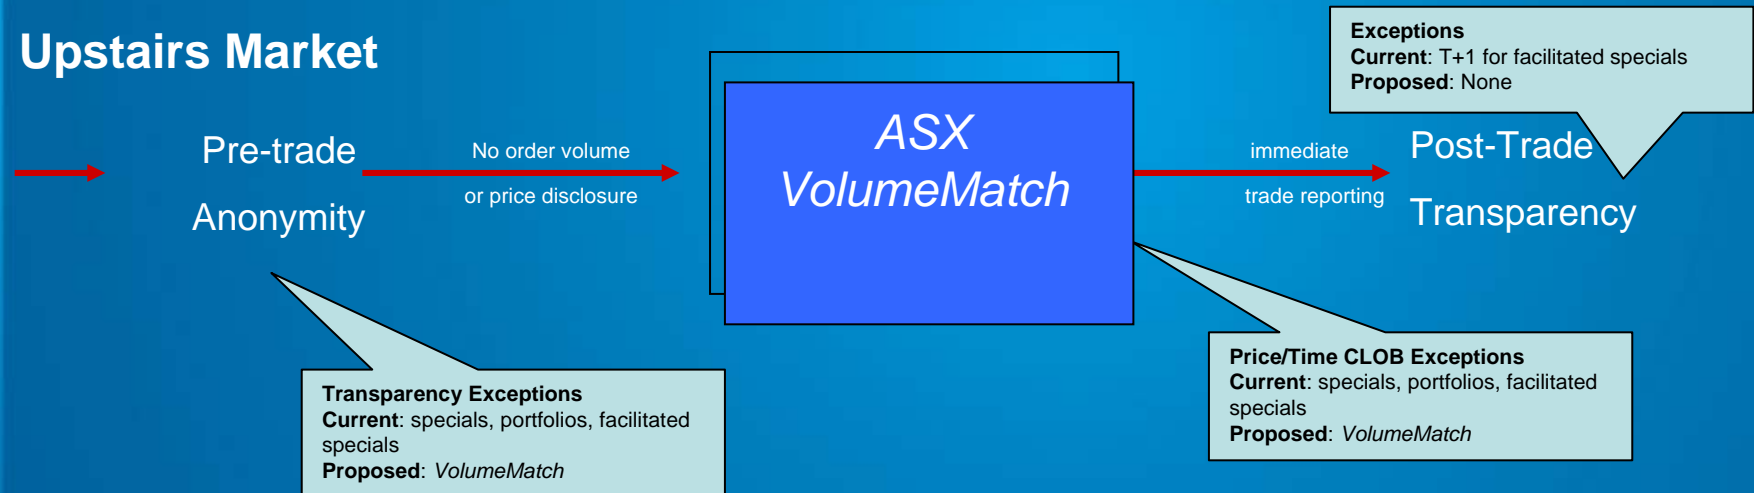 Upstairs Market
Exceptions
Current: T+1 for facilitated specials
Proposed: None
Pre-trade
Anonymity
No order volume
or price disclosure
ASX
VolumeMatch
immediate
trade reporting
Post-Trade
Transparency
Transparency Exceptions
Current: specials, portfolios, facilitated
specials
Proposed: VolumeMatch
Price/Time CLOB Exceptions
Current: specials, portfolios, facilitated
specials
Proposed: VolumeMatch